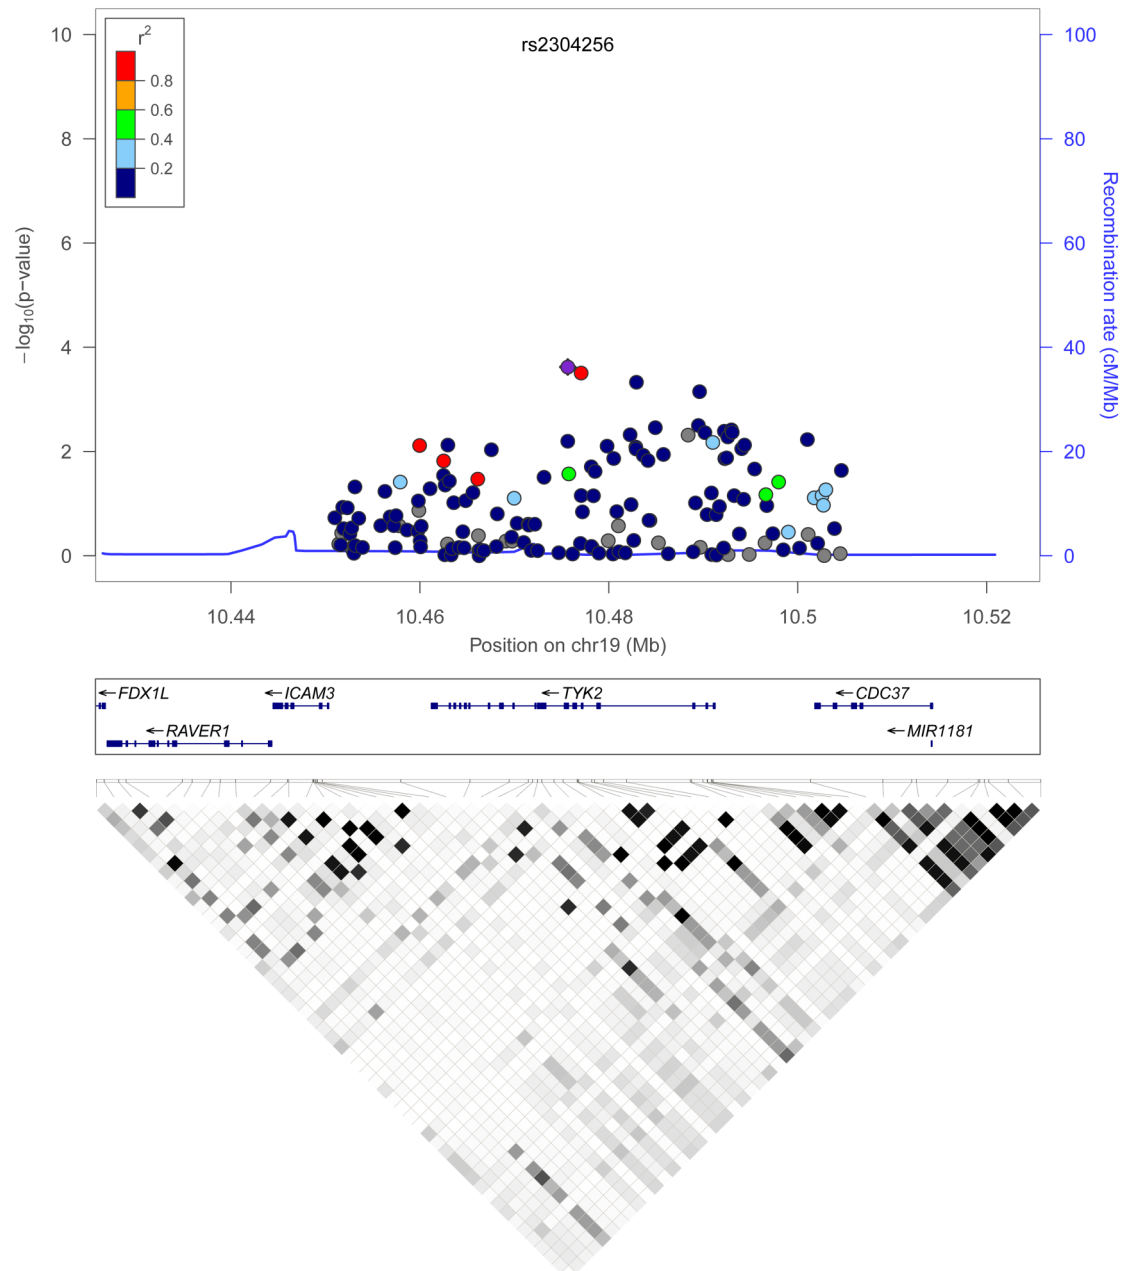 rs2304256
r²
0.8
0.6
0.4
0.2
10
8
6
4
2
0
−log₁₀(p−value)
100
80
60
40
20
0
Recombination rate (cM/Mb)
10.44 10.46 10.48 10.5 10.52
Position on chr19 (Mb)
FDX1L ICAM3 TYK2 CDC37
RAVER1 MIR1181